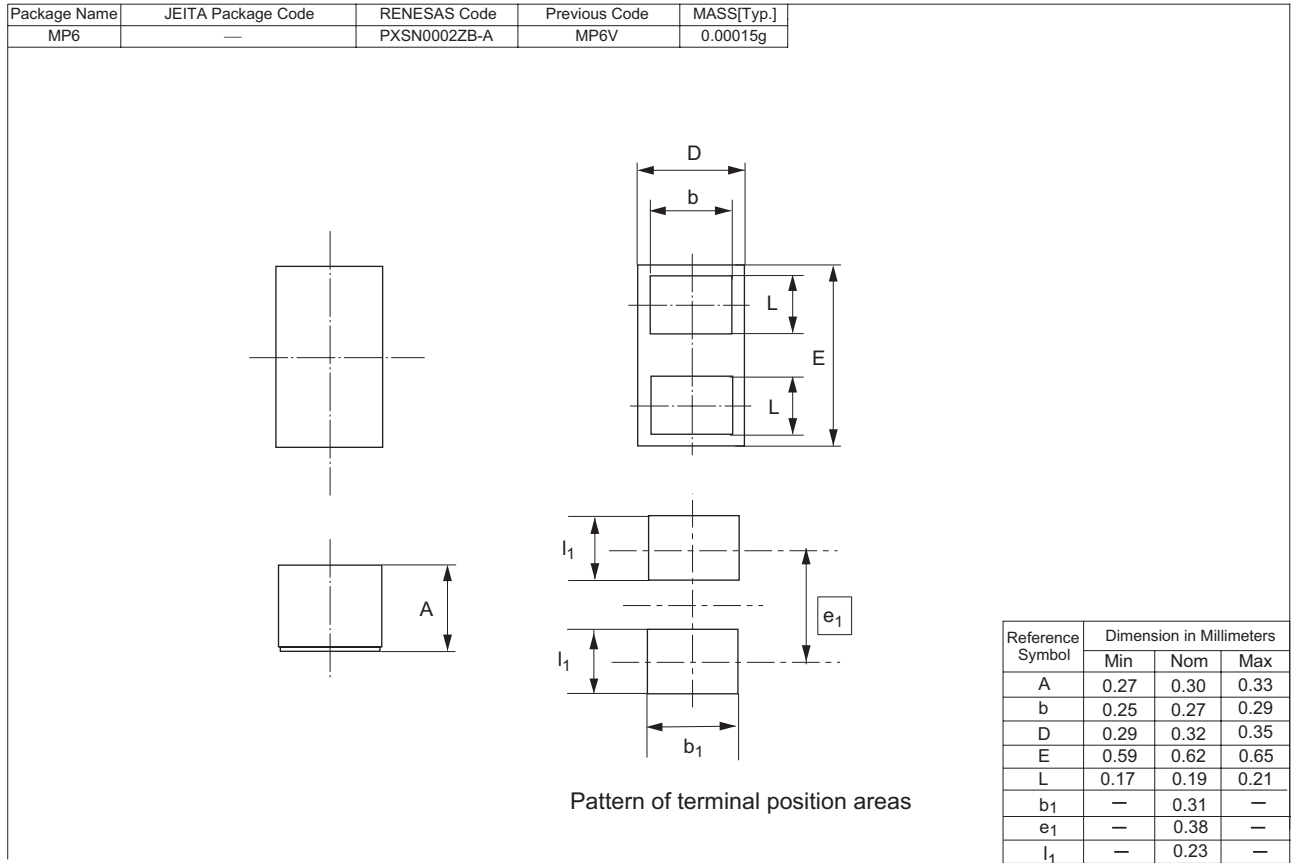 Package Name JEITA Package Code RENESAS Code Previous Code MASS[Typ.]
MP6 — PXSN0002ZB-A MP6V 0.00015g
D
b
L
E
L
l1
A
e1
l1
b1
Pattern of terminal position areas
Reference Symbol Dimension in Millimeters
Min Nom Max
A 0.27 0.30 0.33
b 0.25 0.27 0.29
D 0.29 0.32 0.35
E 0.59 0.62 0.65
L 0.17 0.19 0.21
b1 — 0.31 —
e1 — 0.38 —
l1 — 0.23 —